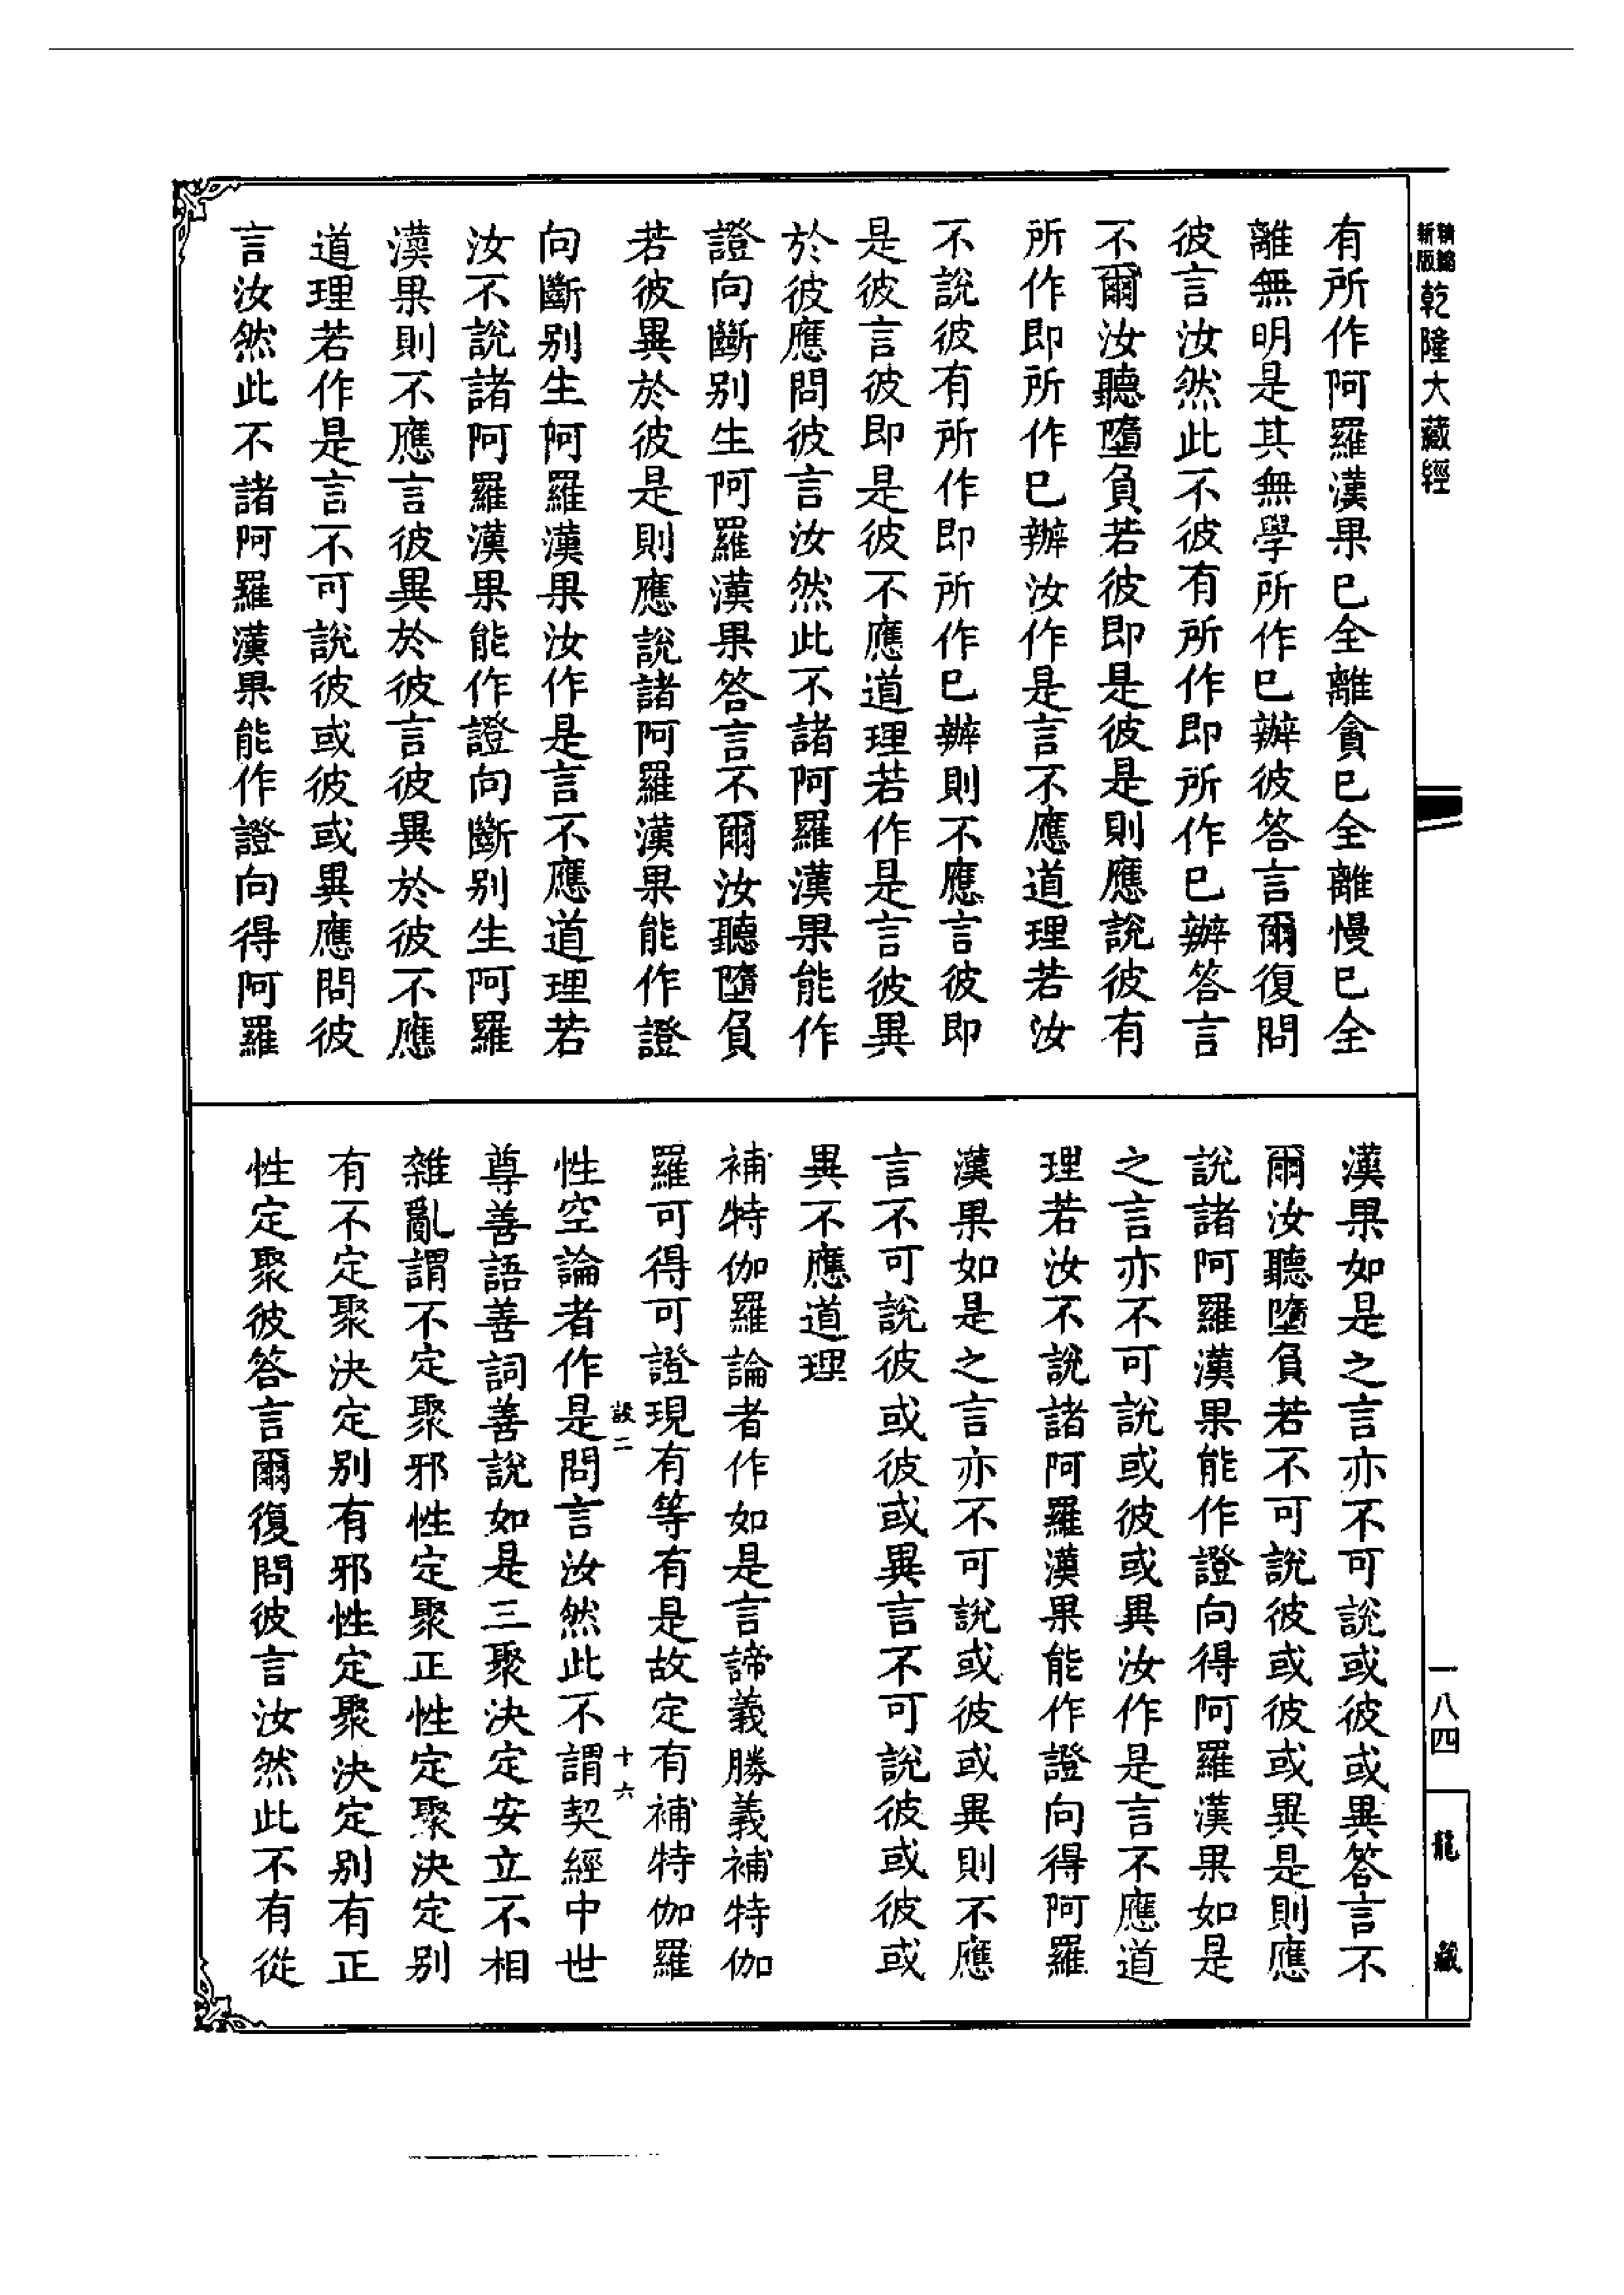 新版
精縮
乾隆大藏經
有所作阿羅漢果已全離貪已全離慢已全
離無明是其無學所作已辦彼答言爾復問
彼言汝然此不彼有所作即所作已辦答言
不爾汝聽墮負若彼即是彼是則應說彼有
所作即所作已辦汝作是言不應道理若汝
不說彼有所作即所作已辦則不應言彼即
是彼言彼即是彼不應道理若作是言彼異
於彼應問彼言汝然此不諸阿羅漢果能作
證向斷別生阿羅漢果答言不爾汝聽墮負
若彼異於彼是則應說諸阿羅漢果能作證
向斷別生阿羅漢果汝作是言不應道理若
汝不說諸阿羅漢果能作證向斷別生阿羅
漢果則不應言彼異於彼言彼異於彼不應
道理若作是言不可說彼或彼或異應問彼
言汝然此不諸阿羅漢果能作證向得阿羅
漢果如是之言亦不可說或彼或異答言不
爾汝聽墮負若不可說彼或彼或異是則應
說諸阿羅漢果能作證向得阿羅漢果如是
之言亦不可說或彼或異汝作是言不應道
理若汝不說諸阿羅漢果能作證向得阿羅
漢果如是之言亦不可說或彼或異則不應
言不可說彼或彼或異言不可說彼或彼或
異不應道理
補特伽羅論者作如是言諦義勝義補特伽
羅可得可證現有等有是故定有補特伽羅
設二 十六
性空論者作是問言汝然此不謂契經中世
尊善語善詞善說如是三聚決定安立不相
雜亂謂不定聚邪性定聚正性定聚決定別
有不定聚決定別有邪性定聚決定別有正
性定聚彼答言爾復問彼言汝然此不有從
一八四
龍藏